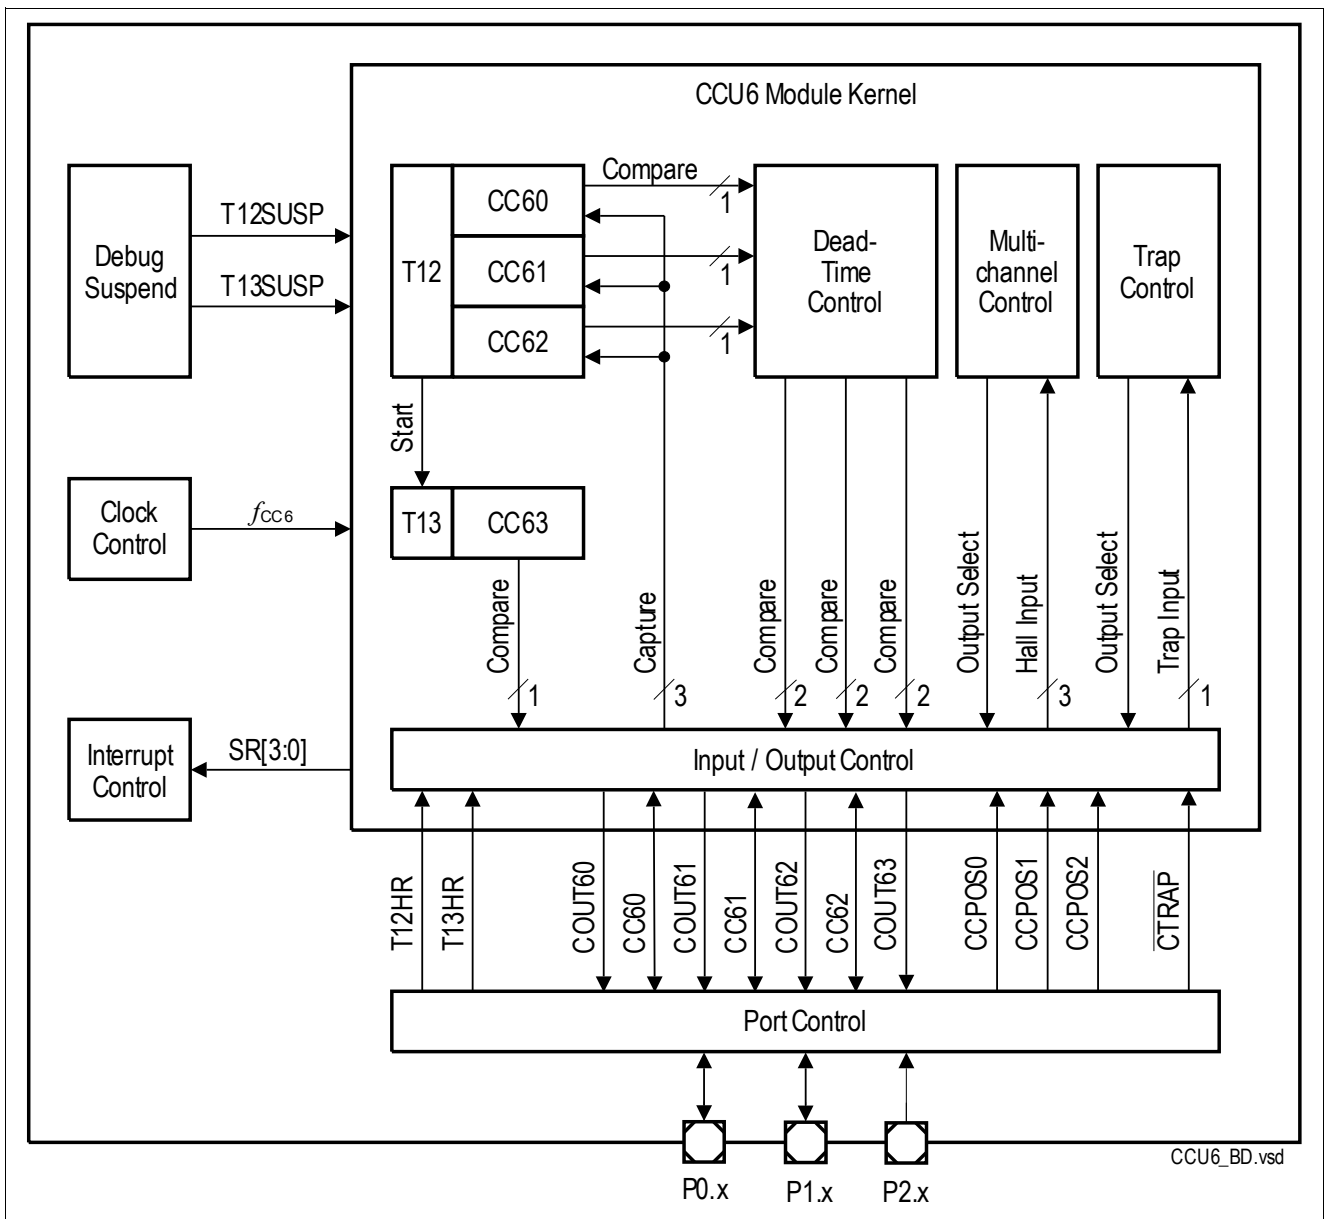 CCU6 Module Kernel
Debug
Suspend
T12SUSP
T13SUSP
T12
CC60
CC61
CC62
Compare
1
1
1
Dead-
Time
Control
Multi-
channel
Control
Trap
Control
Start
T13
CC63
Clock
Control
fCC6
Compare
1
Capture
3
Compare
2
Compare
2
Compare
2
Output Select
Hall Input
3
Output Select
Trap Input
1
Interrupt
Control
SR[3:0]
Input / Output Control
T12HR
T13HR
COUT60
CC60
COUT61
CC61
COUT62
CC62
COUT63
CCPOS0
CCPOS1
CCPOS2
CTRAP
Port Control
P0.x
P1.x
P2.x
CCU6_BD.vsd